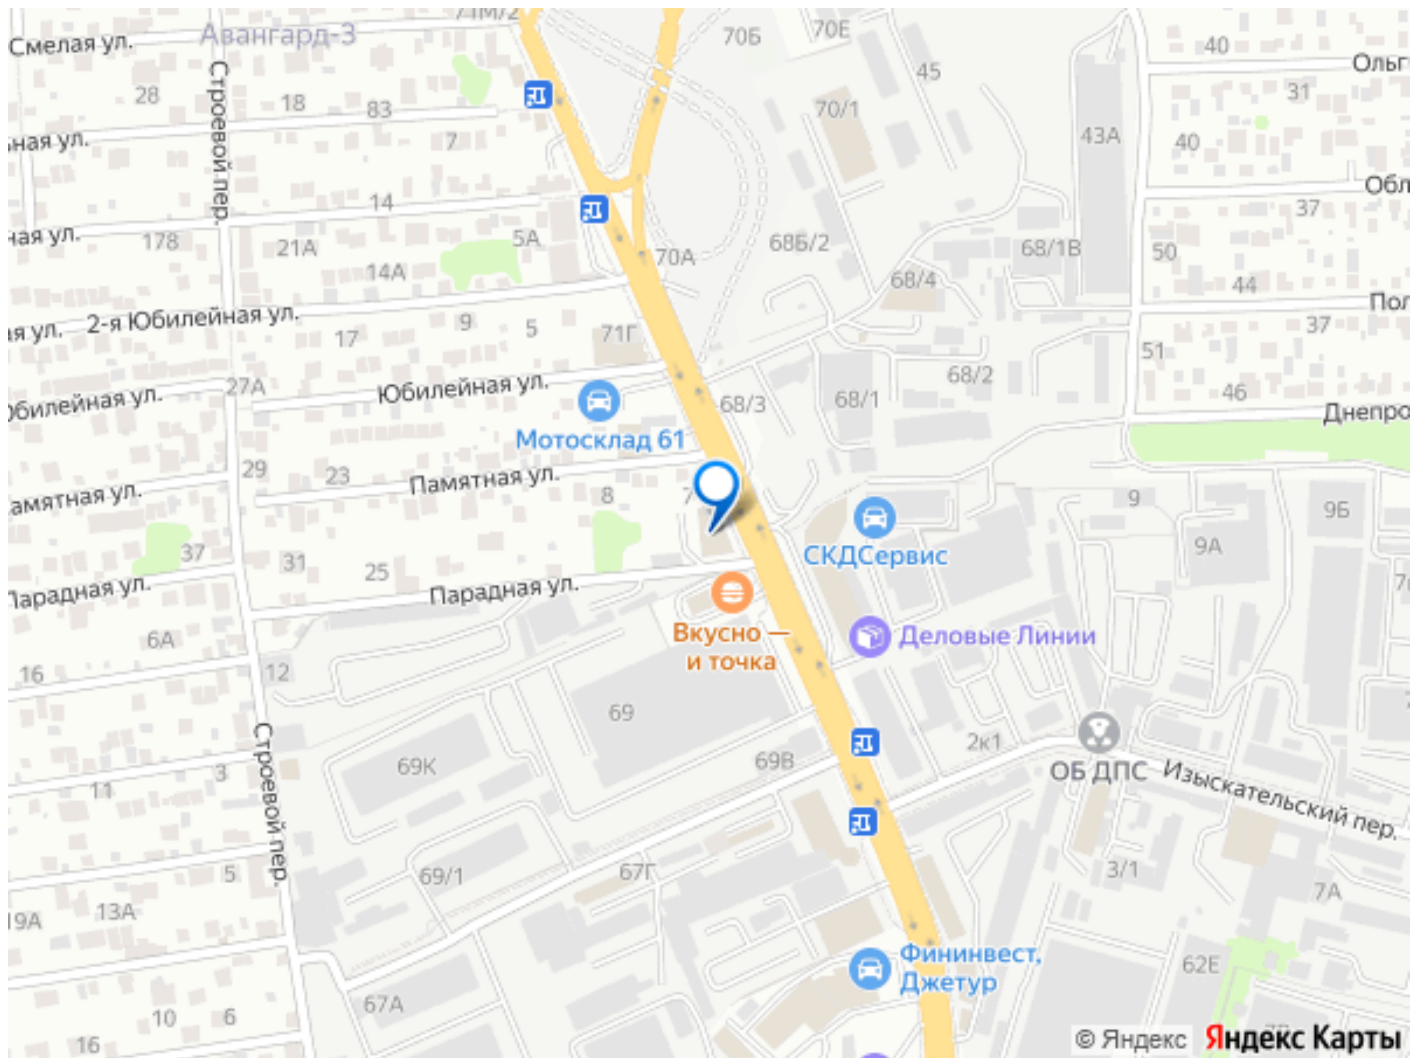 71М/2
Авангард-3
70Б
70Е
Смелая ул.
40
Ольг
45
Строевой пер.
28
18
83
31
70/1
43А
ная ул.
7
40
14
Обл
37
ная ул.
178
21А
5А
68Б/2
68/1В
50
70А
14А
68/4
44
Пол
ая ул.
2-я Юбилейная ул.
9
5
17
71Г
37
51
68/2
27А
Юбилейная ул.
46
билейная ул.
68/3
68/1
Днепро
Мотосклад 61
29
23
Памятная ул.
амятная ул.
8
7
9
9Б
СКДСервис
9А
37
31
25
Парадная ул.
арадная ул.
7
Вкусно —
и точка
Деловые Линии
6А
16
12
69
Строевой пер.
2к1
69В
69К
ОБ ДПС
Изыскательский пер.
3
11
69/1
67Г
3/1
5
7А
13А
19А
Фининвест,
Джетур
62Е
67А
10
6
16
© Яндекс
Яндекс Карты